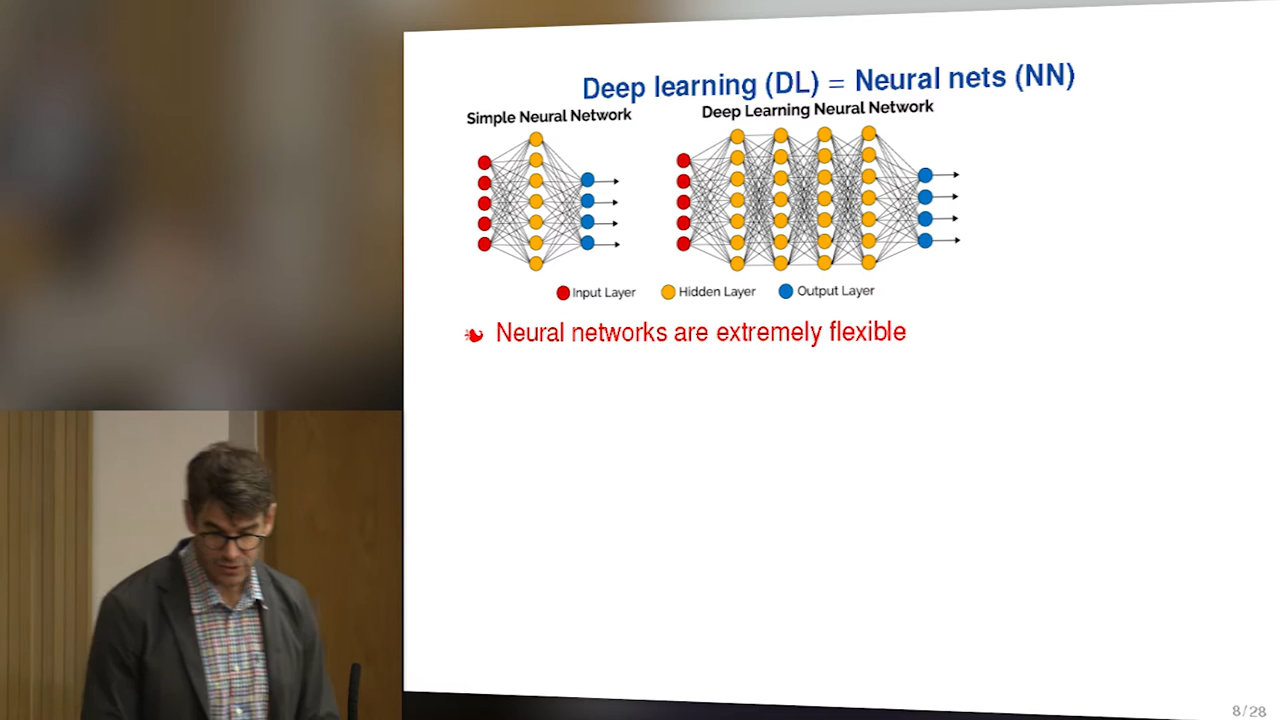 Deep learning (DL) = Neural nets (NN)
Simple Neural Network
Deep Learning Neural Network
Input Layer
Hidden Layer
Output Layer
Neural networks are extremely flexible
8/28